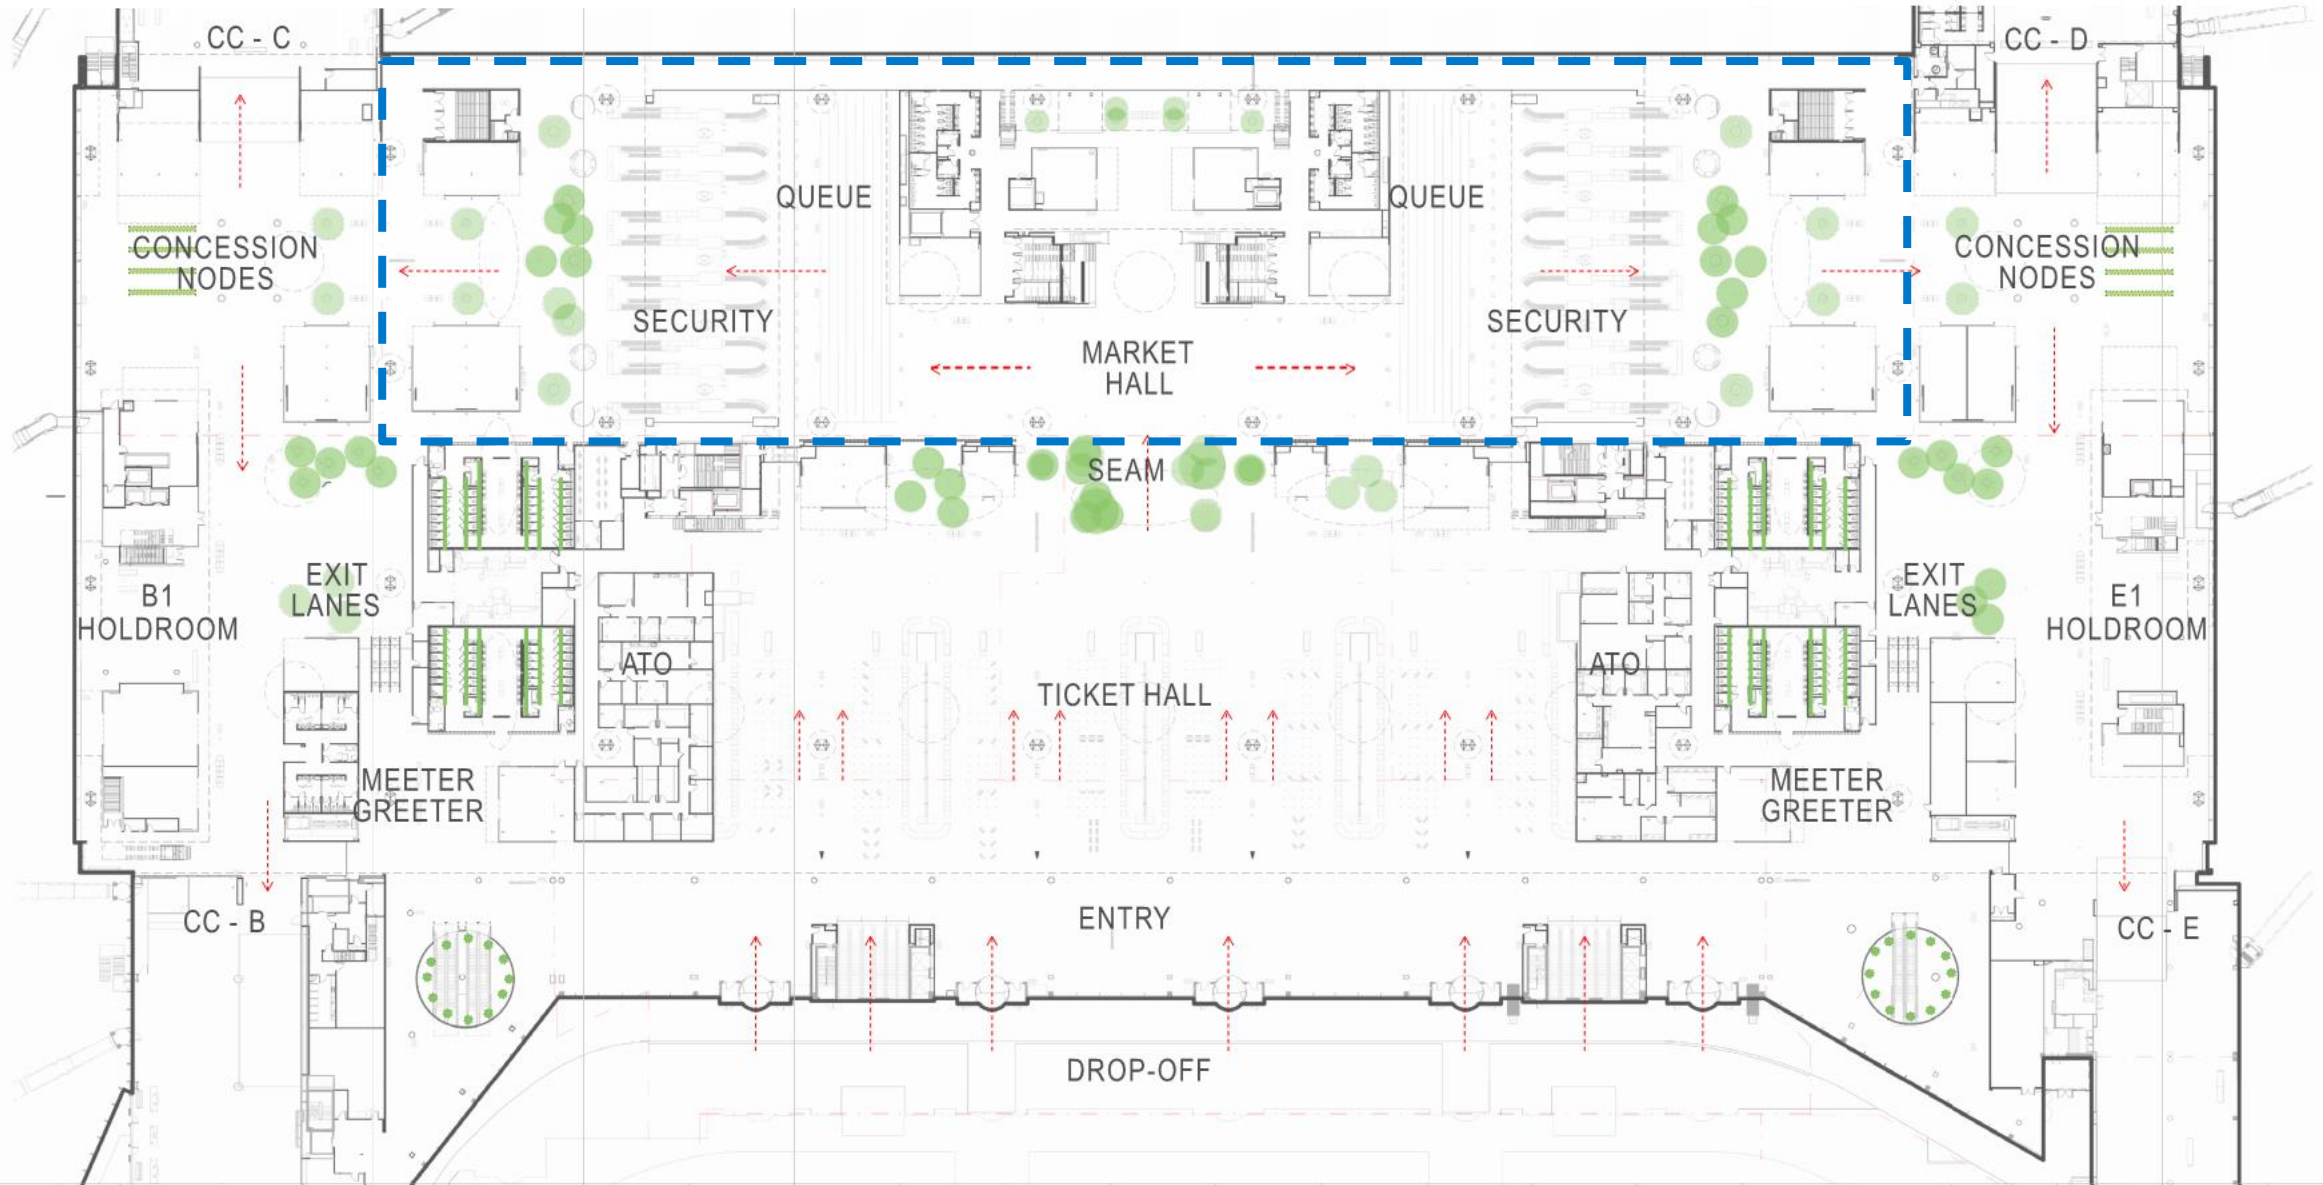 CC - C
CC - D
QUEUE
QUEUE
CONCESSION
NODES
CONCESSION
NODES
SECURITY
SECURITY
MARKET
HALL
SEAM
EXIT
LANES
EXIT
LANES
B1
HOLDROOM
E1
HOLDROOM
ATO
ATO
TICKET HALL
MEETER
GREETER
MEETER
GREETER
CC - B
ENTRY
CC - E
DROP-OFF